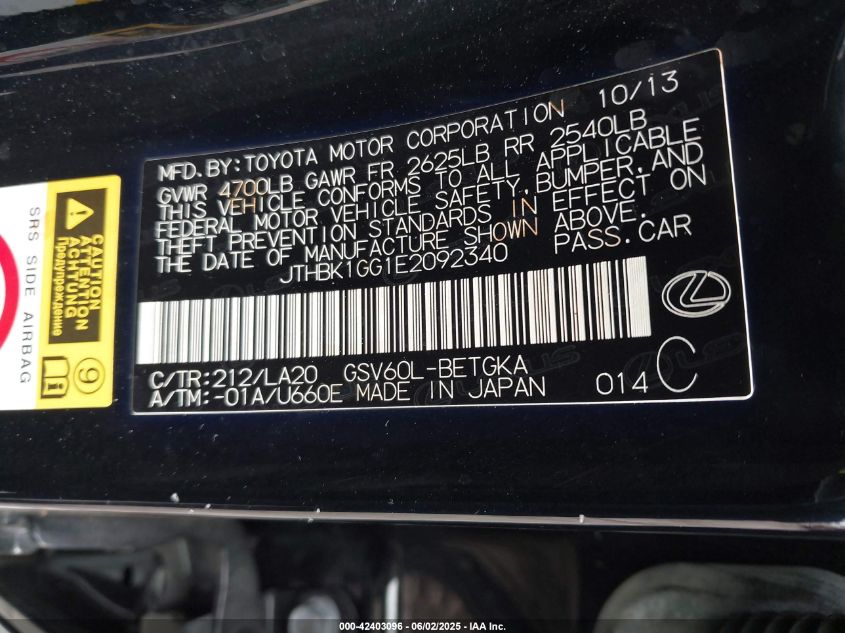 MFD.BY:TOYOTA MOTOR CORPORATION 10/13
GVWR 4700LB GAWR FR 2625LB RR 2540LB
THIS VEHICLE CONFORMS TO ALL APPLICABLE
FEDERAL MOTOR VEHICLE SAFETY,BUMPER,AND
THEFT PREVENTION STANDARDS IN EFFECT ON
THE DATE OF MANUFACTURE SHOWN ABOVE.
JTHBK1GG1E2092340 PASS.CAR
C/TR:212/LA20 GSV60L-BETGKA
A/TM:-01A/U660E MADE IN JAPAN 014 C
SRS SIDE AIRBAG
CAUTION
ATTENTION
ACHTUNG
Предупреждение
9
000-42403096 - 06/02/2025 - IAA Inc.